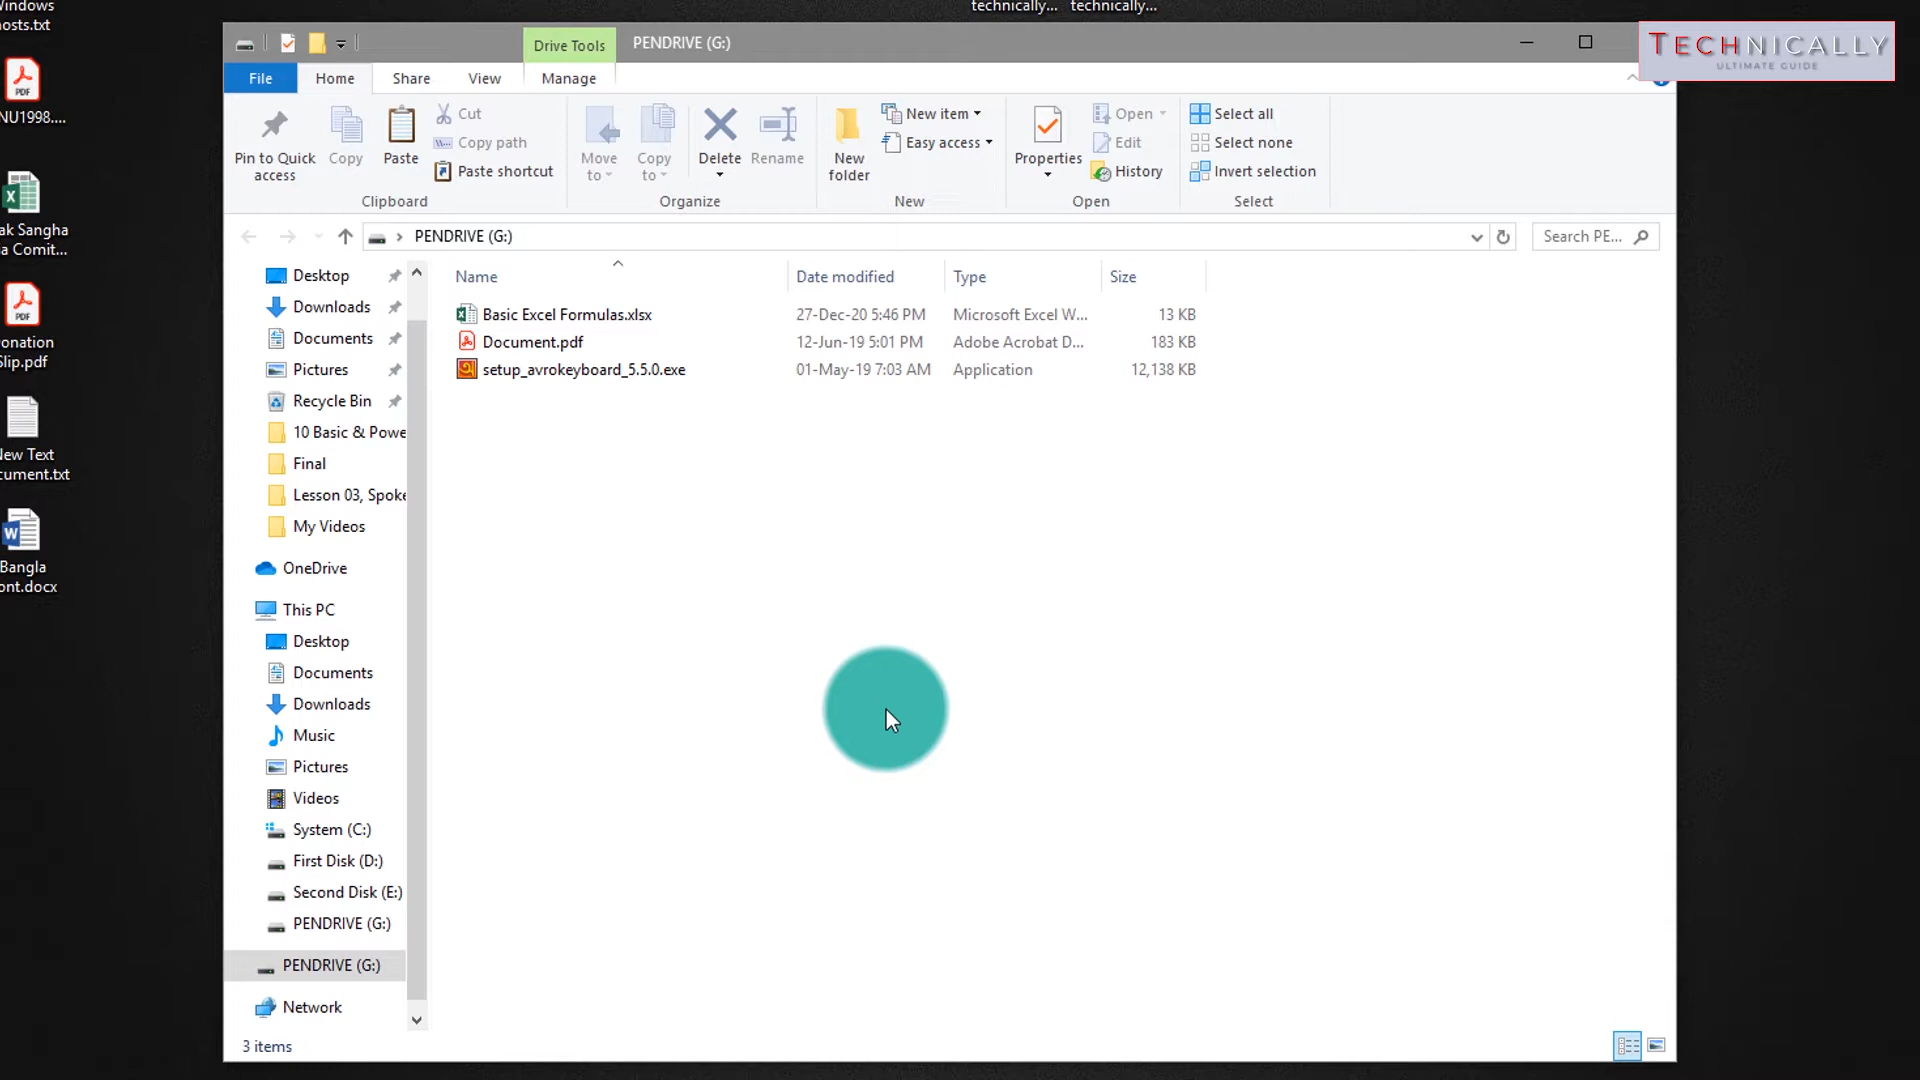 Windows
hosts.txt
technically... technically...
PENDRIVE (G:)
Drive Tools
TECHNICALLY
ULTIMATE GUIDE
File Home Share View Manage
NU1998....
Pin to Quick access
Copy
Paste
Cut
Copy path
Paste shortcut
Clipboard
Move to
Copy to
Delete
Rename
Organize
New folder
New item
Easy access
New
Properties
Open
Edit
History
Open
Select all
Select none
Invert selection
Select
PENDRIVE (G:)
Search PE...
ak Sangha
a Comit...
onation
Slip.pdf
New Text
cument.txt
Bangla
ont.docx
Desktop
Downloads
Documents
Pictures
Recycle Bin
10 Basic & Powe
Final
Lesson 03, Spoke
My Videos
OneDrive
This PC
Desktop
Documents
Downloads
Music
Pictures
Videos
System (C:)
First Disk (D:)
Second Disk (E:)
PENDRIVE (G:)
PENDRIVE (G:)
Network
Name Date modified Type Size
Basic Excel Formulas.xlsx 27-Dec-20 5:46 PM Microsoft Excel W... 13 KB
Document.pdf 12-Jun-19 5:01 PM Adobe Acrobat D... 183 KB
setup_avrokeyboard_5.5.0.exe 01-May-19 7:03 AM Application 12,138 KB
3 items